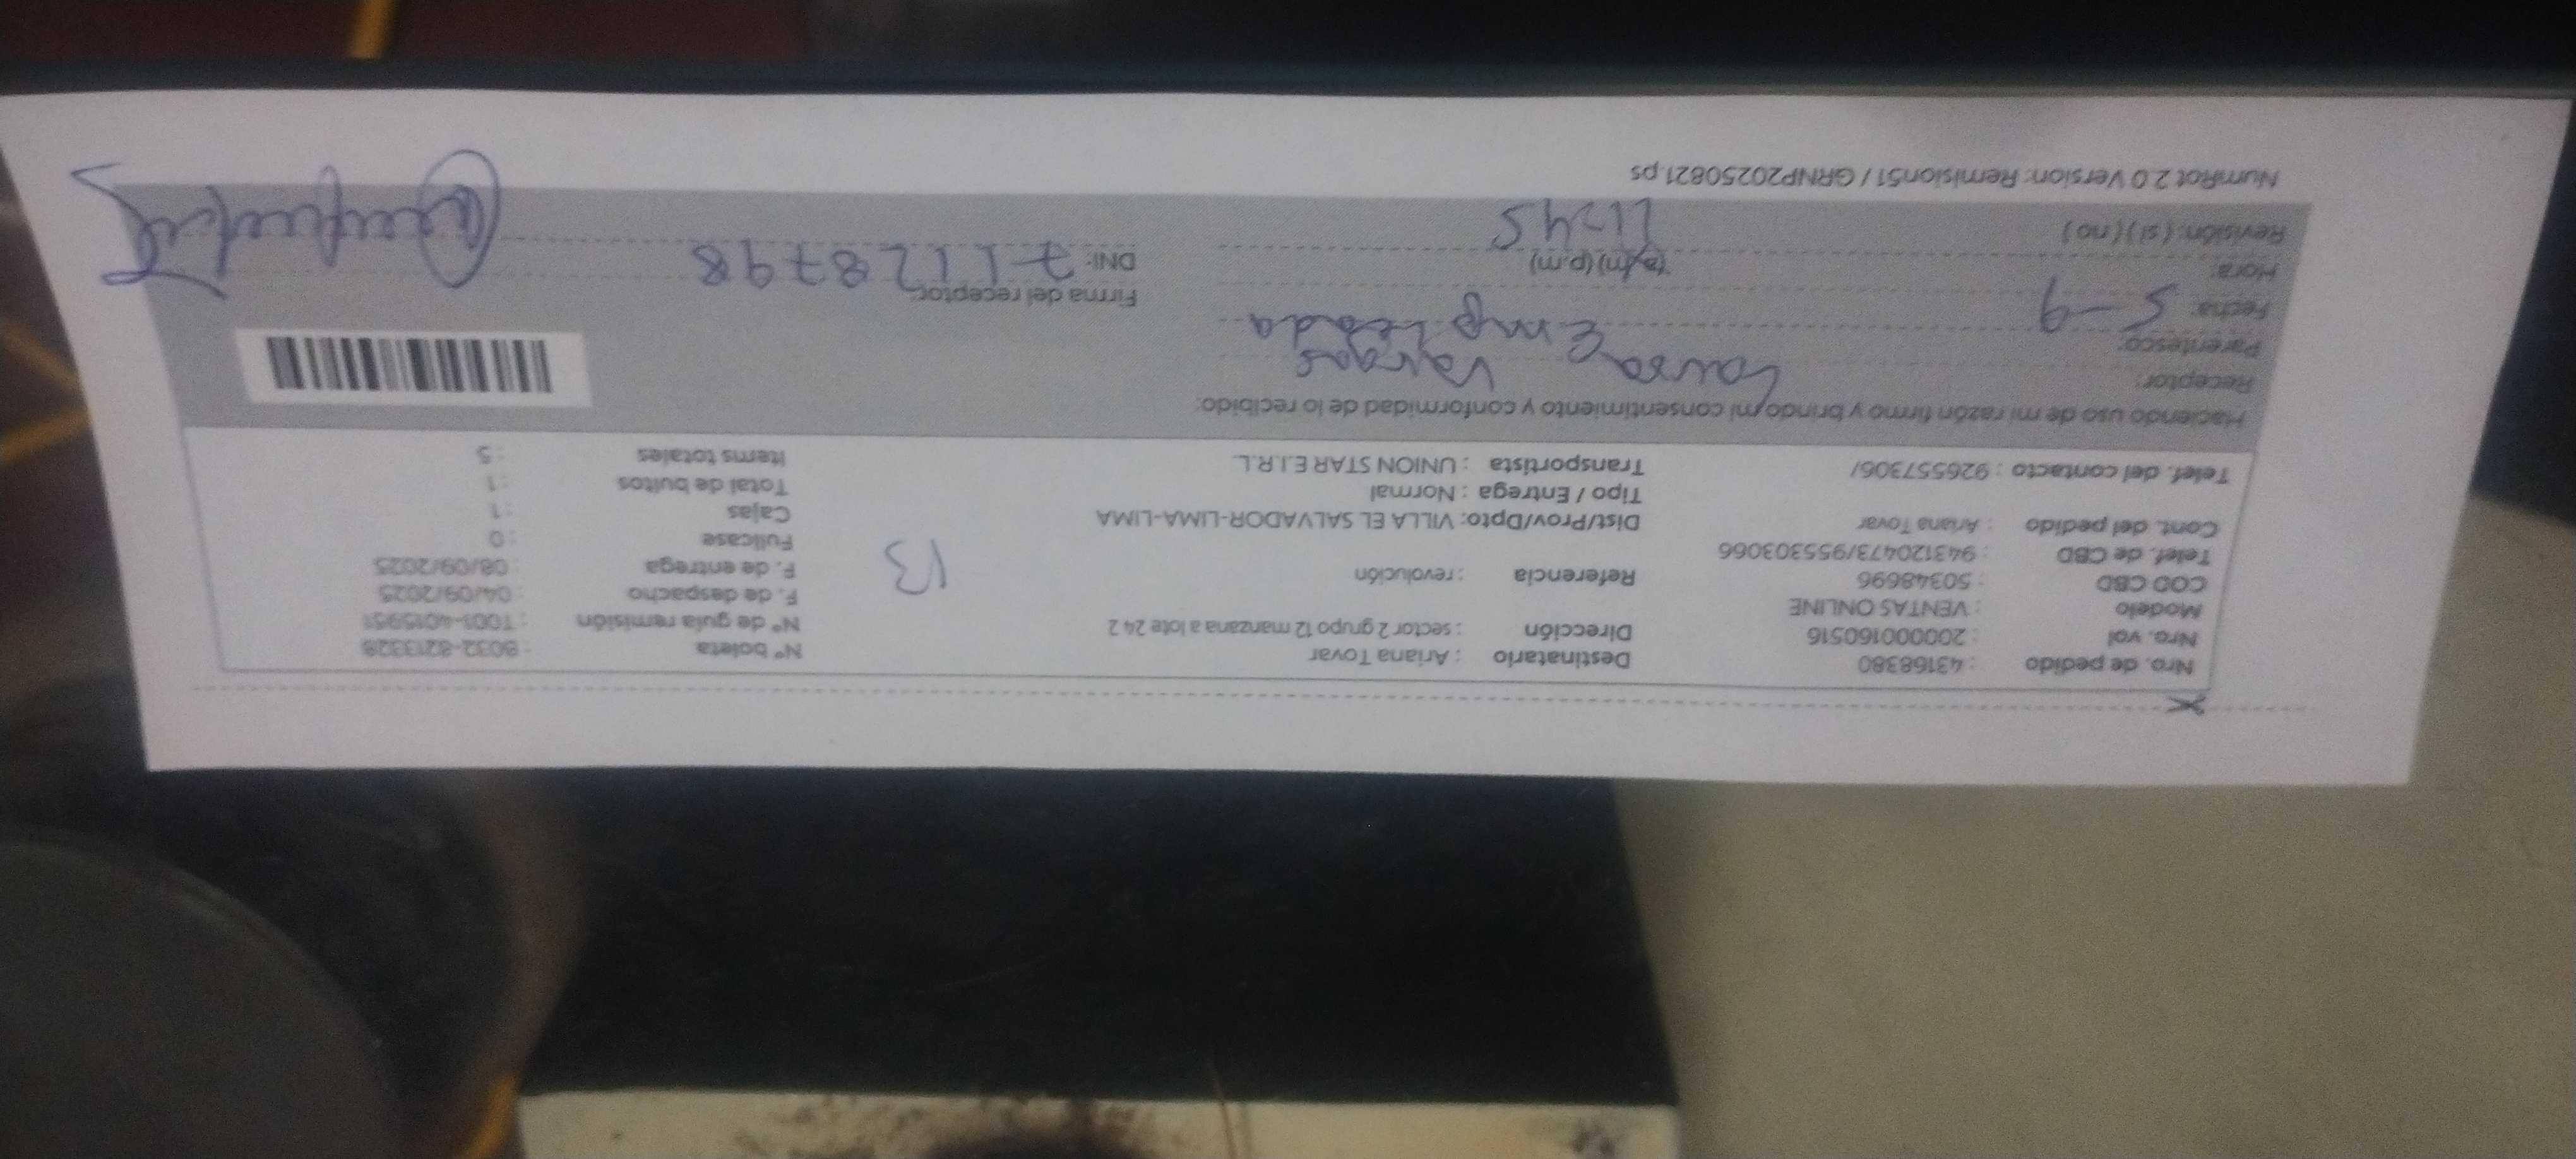 Nro. de pedido : 43168380 Destinatario : Ariana Tovar N° boleta : B032-8213328
Nro. vol : 20000160516 Dirección : sector 2 grupo 12 manzana a lote 24 2 N° de guía remisión : T001-4015951
Modelo : VENTAS ONLINE F. de despacho : 04/09/2025
COD CBD : 50348696 Referencia : revolución F. de entrega : 08/09/2025
Telef. de CBD : 943120473/955303066 13 Fullcase : 0
Cont. del pedido : Ariana Tovar Dist/Prov/Dpto: VILLA EL SALVADOR-LIMA-LIMA Cajas : 1
Tipo / Entrega : Normal Total de bultos : 1
Telef. del contacto : 926557306/ Transportista : UNION STAR E.I.R.L. Items totales : 5
Haciendo uso de mi razón firmo y brindo mi consentimiento y conformidad de lo recibido:
Receptor: Laura Vargas
Parentesco: Empleada
Fecha: 5-9 Firma del receptor:
Hora: 11:45 (a.m) (p.m) DNI: 71128798
Revisión: ( si ) ( no )
NumRot 2.0 Version: Remision51 / GRNP20250821.ps